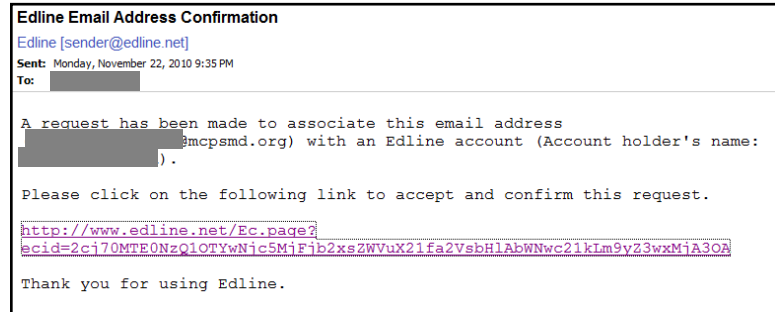 Edline Email Address Confirmation
Edline [sender@edline.net]
Sent: Monday, November 22, 2010 9:35 PM
To:
A request has been made to associate this email address
@mcpsmd.org) with an Edline account (Account holder's name:
).
Please click on the following link to accept and confirm this request.
http://www.edline.net/Ec.page?
ecid=2cj70MTE0NzQ1OTYwNjc5MjFjb2xsZWVuX21fa2VsbHlAbWNwc21kLm9yZ3wxMjA3OA
Thank you for using Edline.